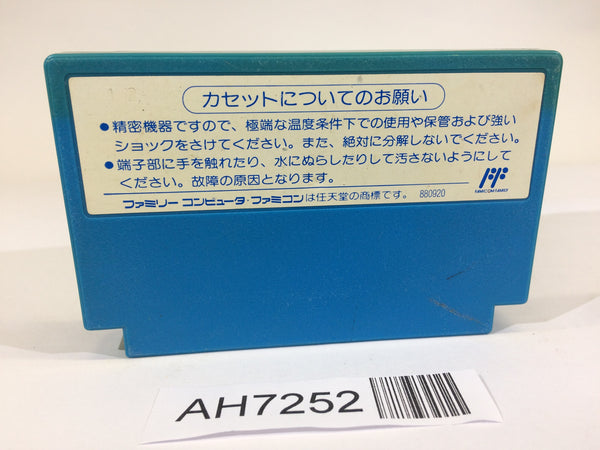 カセットについてのお願い
●精密機器ですので、極端な温度条件下での使用や保管および強い
ショックをさけてください。また、絶対に分解しないでください。
●端子部に手を触れたり、水にぬらしたりして汚さないようにして
ください。故障の原因となります。
FAMICOM FAMILY
ファミリー コンピュータ・ファミコンは任天堂の商標です。 880920
AH7252